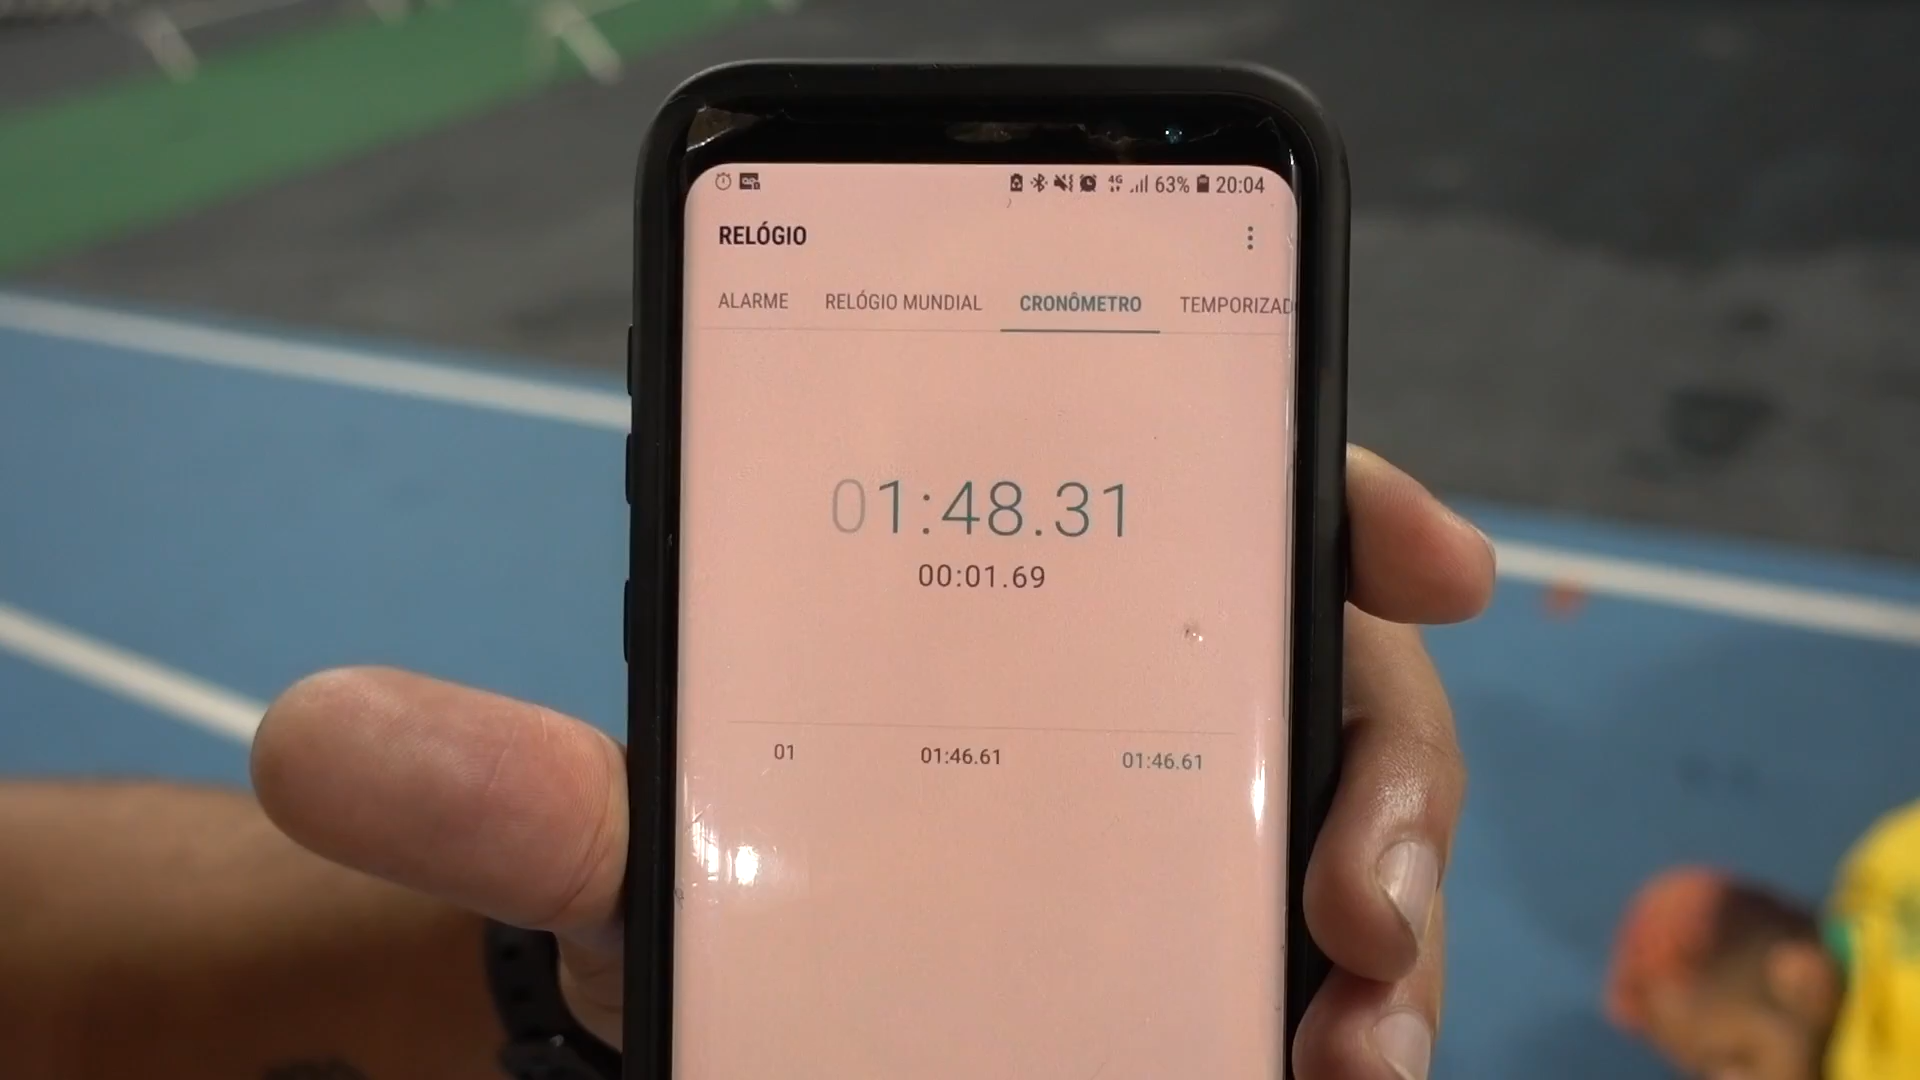 4G 63% 20:04
RELÓGIO
ALARME RELÓGIO MUNDIAL CRONÔMETRO TEMPORIZAD
01:48.31
00:01.69
01 01:46.61 01:46.61